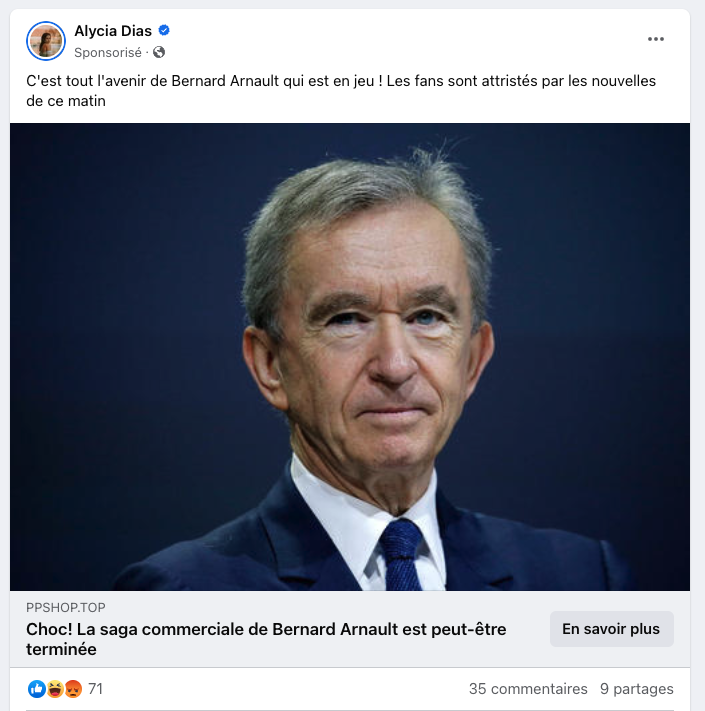 Alycia Dias
Sponsorisé ·
C'est tout l'avenir de Bernard Arnault qui est en jeu ! Les fans sont attristés par les nouvelles
de ce matin
PPSHOP.TOP
Choc! La saga commerciale de Bernard Arnault est peut-être
terminée
En savoir plus
71
35 commentaires 9 partages